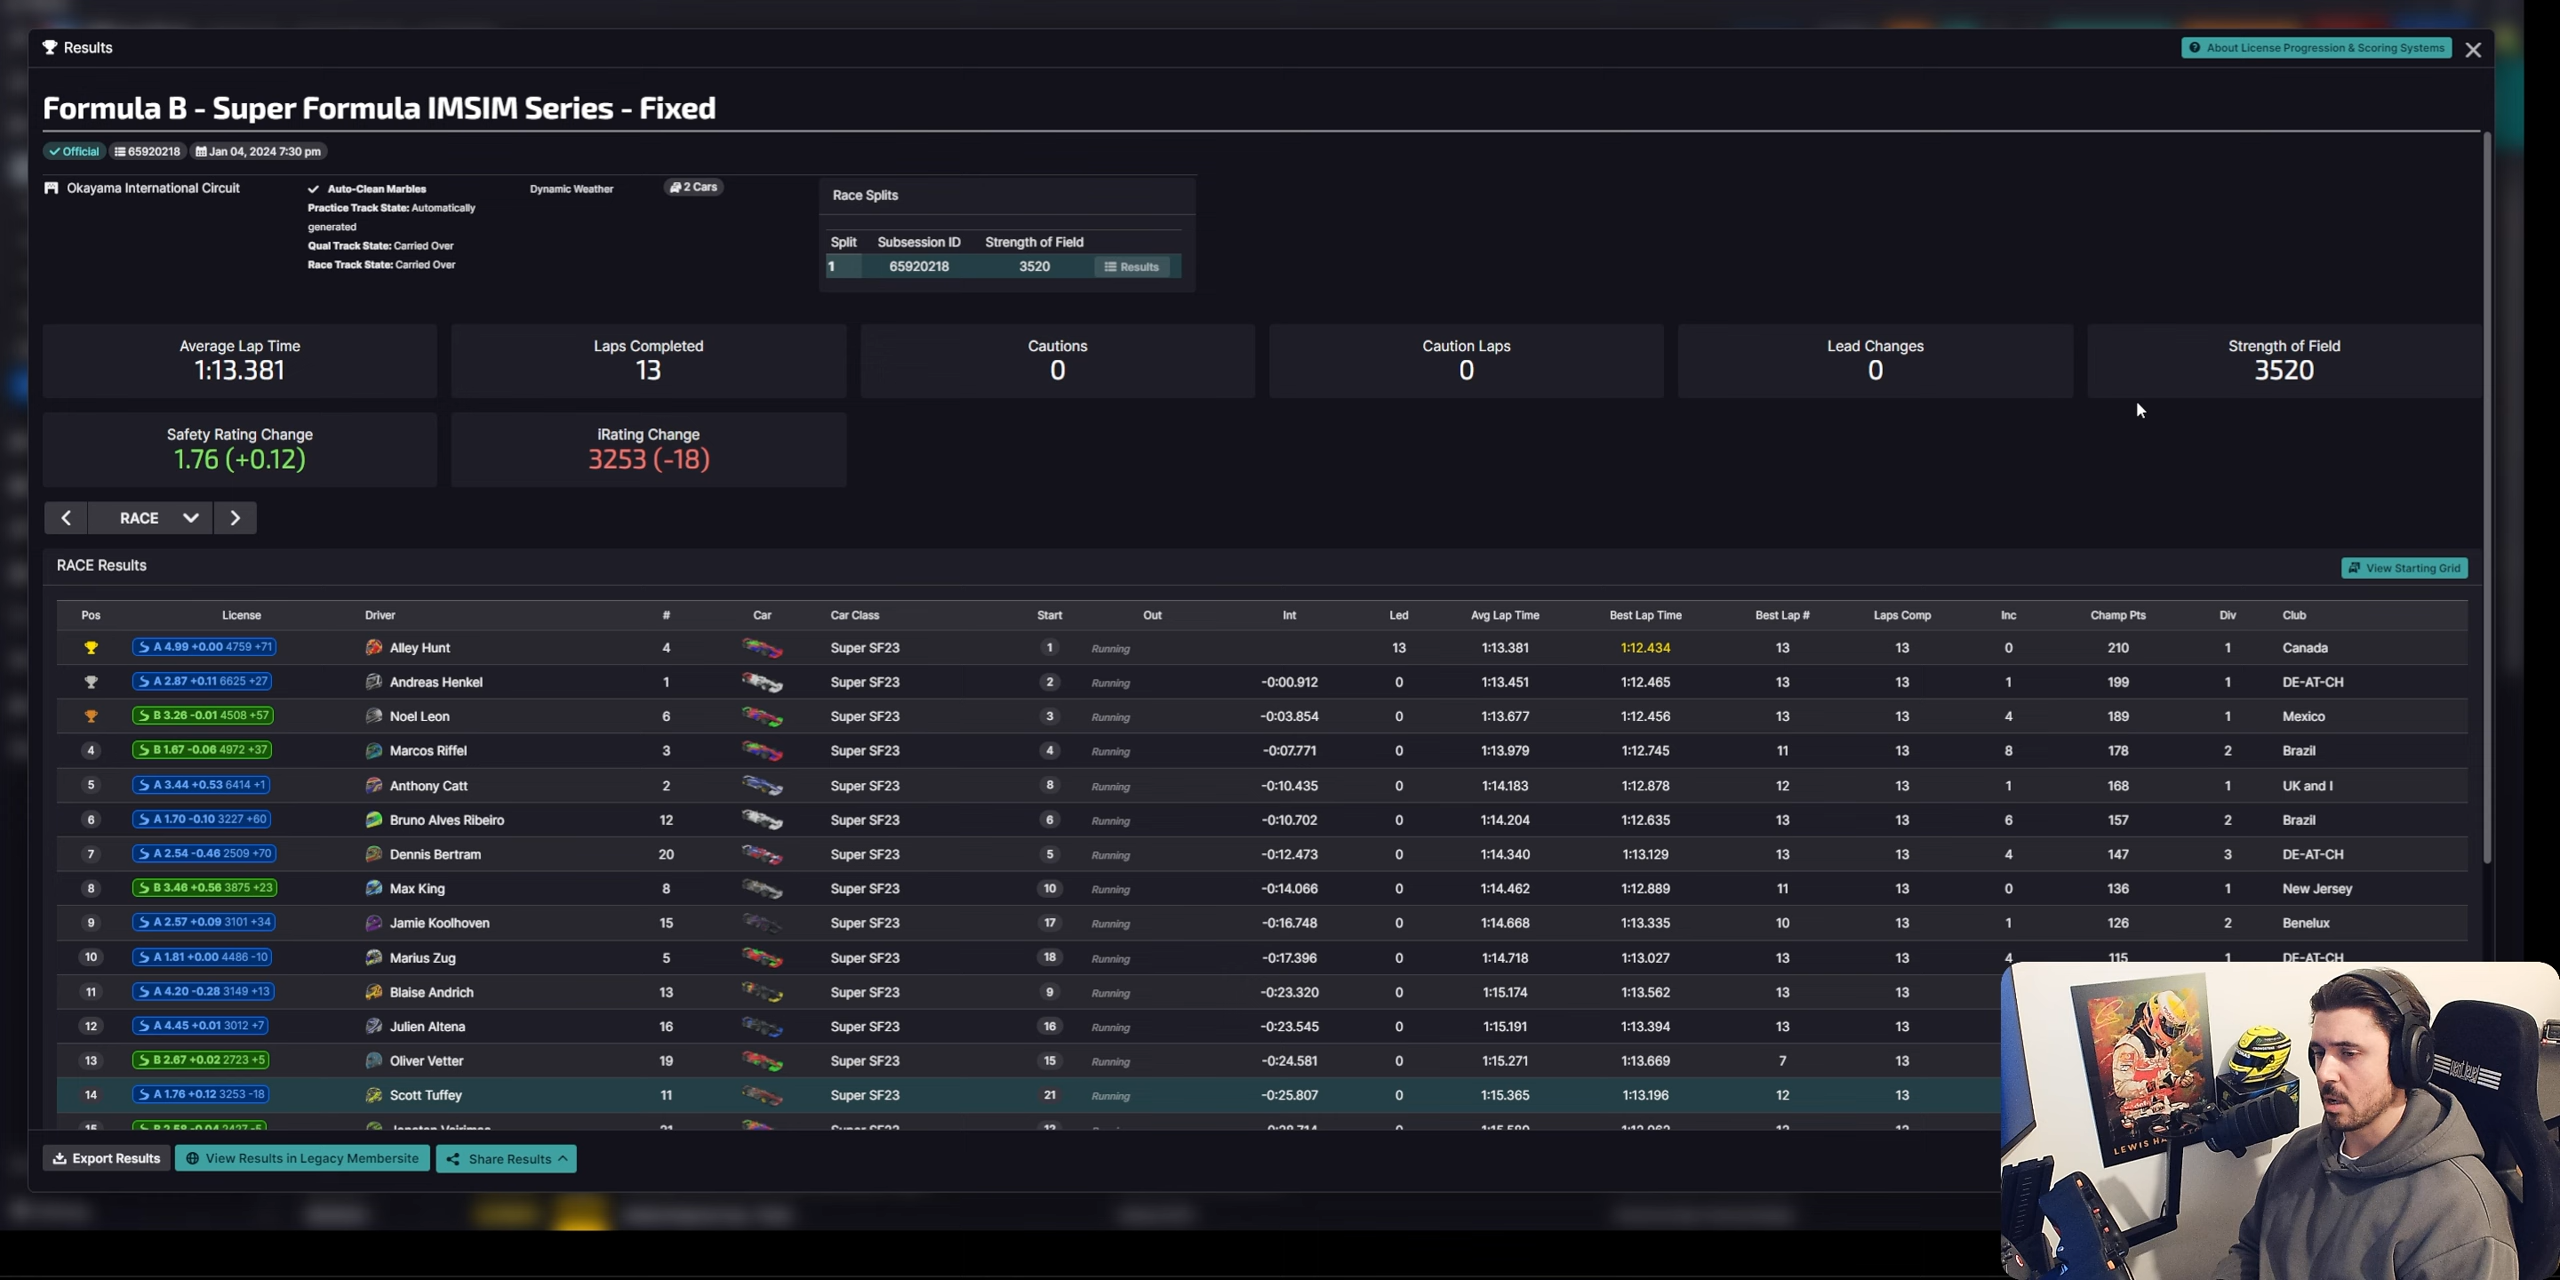 Results
About License Progression & Scoring Systems
Formula B - Super Formula IMSIM Series - Fixed
Official 65920218 Jan 04, 2024 7:30 pm
Okayama International Circuit
Auto-Clean Marbles
Practice Track State: Automatically
generated
Qual Track State: Carried Over
Race Track State: Carried Over
Dynamic Weather
2 Cars
Race Splits
Split Subsession ID Strength of Field
1 65920218 3520 Results
Average Lap Time
1:13.381
Laps Completed
13
Cautions
0
Caution Laps
0
Lead Changes
0
Strength of Field
3520
Safety Rating Change
1.76 (+0.12)
iRating Change
3253 (-18)
RACE
RACE Results
View Starting Grid
Pos License Driver # Car Car Class Start Out Int Led Avg Lap Time Best Lap Time Best Lap # Laps Comp Inc Champ Pts Div Club
A 4.99 +0.00 4759 +71 Alley Hunt 4 Super SF23 1 Running 13 1:13.381 1:12.434 13 13 0 210 1 Canada
A 2.87 +0.11 6625 +27 Andreas Henkel 1 Super SF23 2 Running -0:00.912 0 1:13.451 1:12.465 13 13 1 199 1 DE-AT-CH
B 3.26 -0.01 4508 +57 Noel Leon 6 Super SF23 3 Running -0:03.854 0 1:13.677 1:12.456 13 13 4 189 1 Mexico
4 B 1.67 -0.06 4972 +37 Marcos Riffel 3 Super SF23 4 Running -0:07.771 0 1:13.979 1:12.745 11 13 8 178 2 Brazil
5 A 3.44 +0.53 6414 +1 Anthony Catt 2 Super SF23 8 Running -0:10.435 0 1:14.183 1:12.878 12 13 1 168 1 UK and I
6 A 1.70 -0.10 3227 +60 Bruno Alves Ribeiro 12 Super SF23 6 Running -0:10.702 0 1:14.204 1:12.635 13 13 6 157 2 Brazil
7 A 2.54 -0.46 2509 +70 Dennis Bertram 20 Super SF23 5 Running -0:12.473 0 1:14.340 1:13.129 13 13 4 147 3 DE-AT-CH
8 B 3.46 +0.56 3875 +23 Max King 8 Super SF23 10 Running -0:14.066 0 1:14.462 1:12.889 11 13 0 136 1 New Jersey
9 A 2.57 +0.09 3101 +34 Jamie Koolhoven 15 Super SF23 17 Running -0:16.748 0 1:14.668 1:13.335 10 13 1 126 2 Benelux
10 A 1.81 +0.00 4486 -10 Marius Zug 5 Super SF23 18 Running -0:17.396 0 1:14.718 1:13.027 13 13 4 115 1 DE-AT-CH
11 A 4.20 -0.28 3149 +13 Blaise Andrich 13 Super SF23 9 Running -0:23.320 0 1:15.174 1:13.562 13 13
12 A 4.45 +0.01 3012 +7 Julien Altena 16 Super SF23 16 Running -0:23.545 0 1:15.191 1:13.394 13 13
13 B 2.67 +0.02 2723 +5 Oliver Vetter 19 Super SF23 15 Running -0:24.581 0 1:15.271 1:13.669 7 13
14 A 1.76 +0.12 3253 -18 Scott Tuffey 11 Super SF23 21 Running -0:25.807 0 1:15.365 1:13.196 12 13
Export Results View Results in Legacy Membersite Share Results
LEWIS